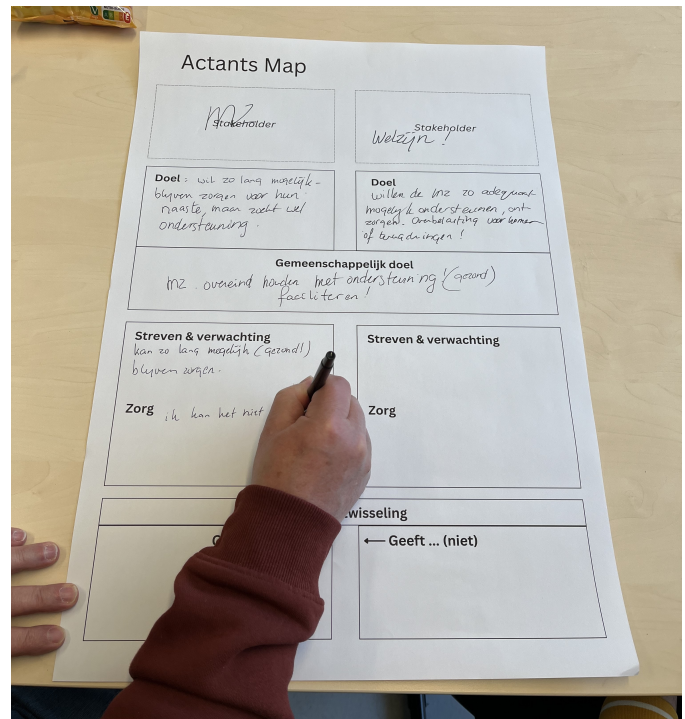 Actants Map
Stakeholder
MZ
Stakeholder
Welzijn !
Doel : wil zo lang mogelijk
blijven zorgen voor hun
naaste, maar zoekt wel
ondersteuning.
Doel
willen de MZ zo adequaat
mogelijk ondersteunen, ont-
zorgen. Overbelasting voorkomen
of terugdringen !
Gemeenschappelijk doel
MZ. overeind houden met ondersteuning ! (gezond)
faciliteren !
Streven & verwachting
kan zo lang mogelijk (gezond!)
blijven zorgen.
Zorg ik kan het niet
Streven & verwachting
Zorg
wisseling
G
← Geeft ... (niet)